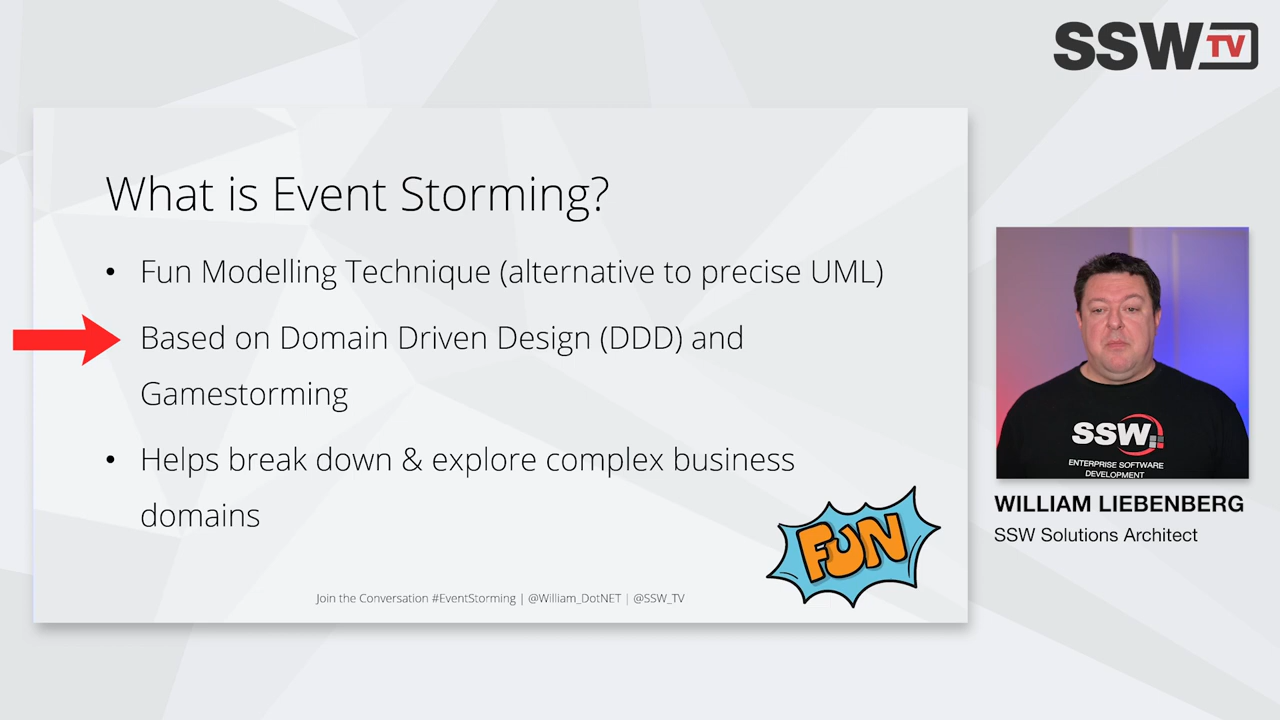 SSW TV
What is Event Storming?
• Fun Modelling Technique (alternative to precise UML)
Based on Domain Driven Design (DDD) and
Gamestorming
• Helps break down & explore complex business
domains
FUN
Join the Conversation #EventStorming | @William_DotNET | @SSW_TV
SSW
ENTERPRISE SOFTWARE
DEVELOPMENT
WILLIAM LIEBENBERG
SSW Solutions Architect